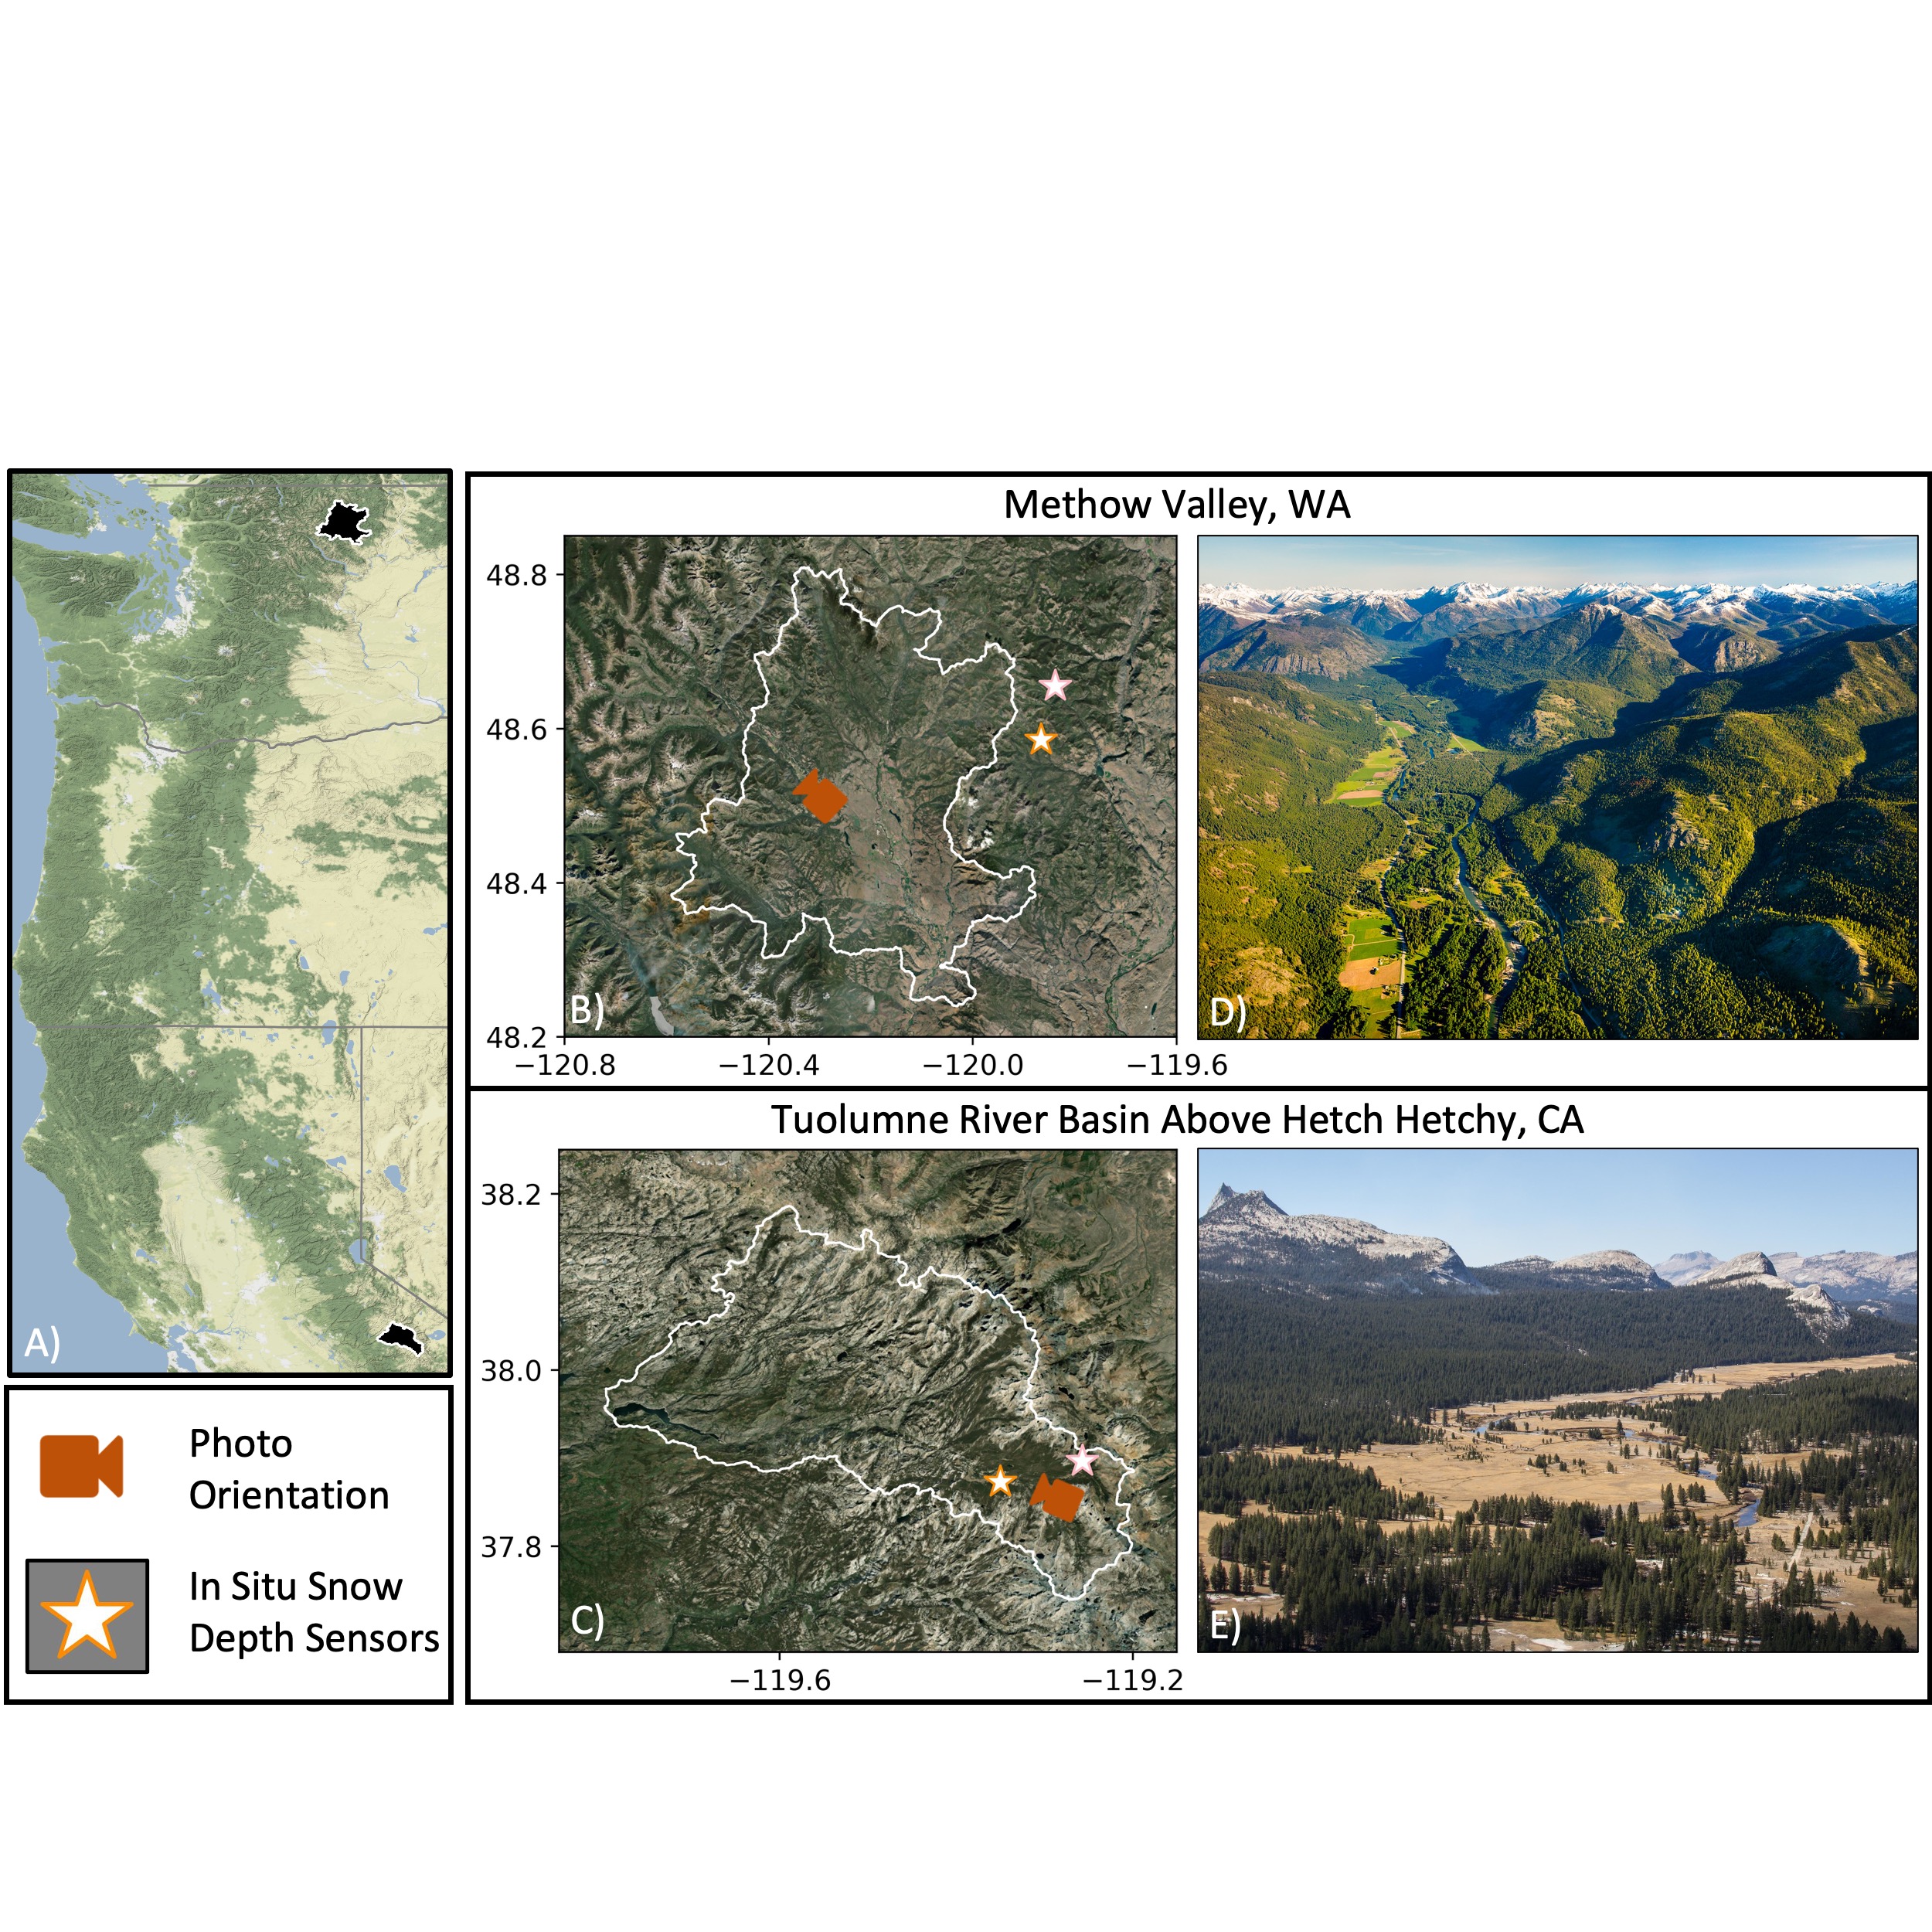 A)
Photo
Orientation
In Situ Snow
Depth Sensors
Methow Valley, WA
48.8
48.6
48.4
48.2
−120.8
−120.4
−120.0
−119.6
B)
D)
Tuolumne River Basin Above Hetch Hetchy, CA
38.2
38.0
37.8
−119.6
−119.2
C)
E)